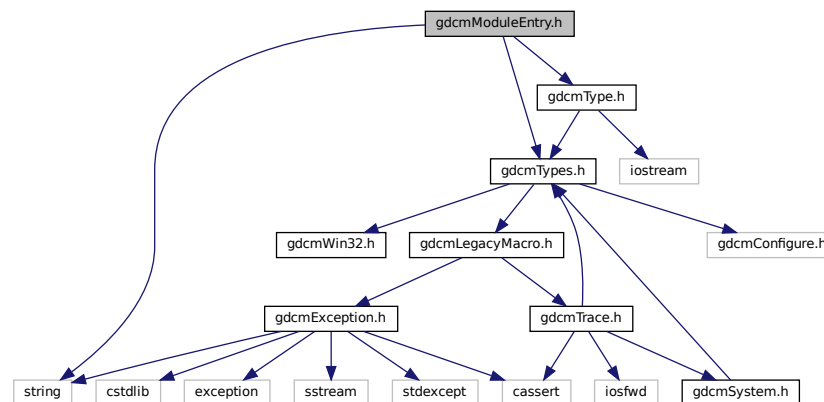 gdcmModuleEntry.h
gdcmType.h
gdcmTypes.h
iostream
gdcmWin32.h
gdcmLegacyMacro.h
gdcmConfigure.h
gdcmException.h
gdcmTrace.h
string
cstdlib
exception
sstream
stdexcept
cassert
iosfwd
gdcmSystem.h